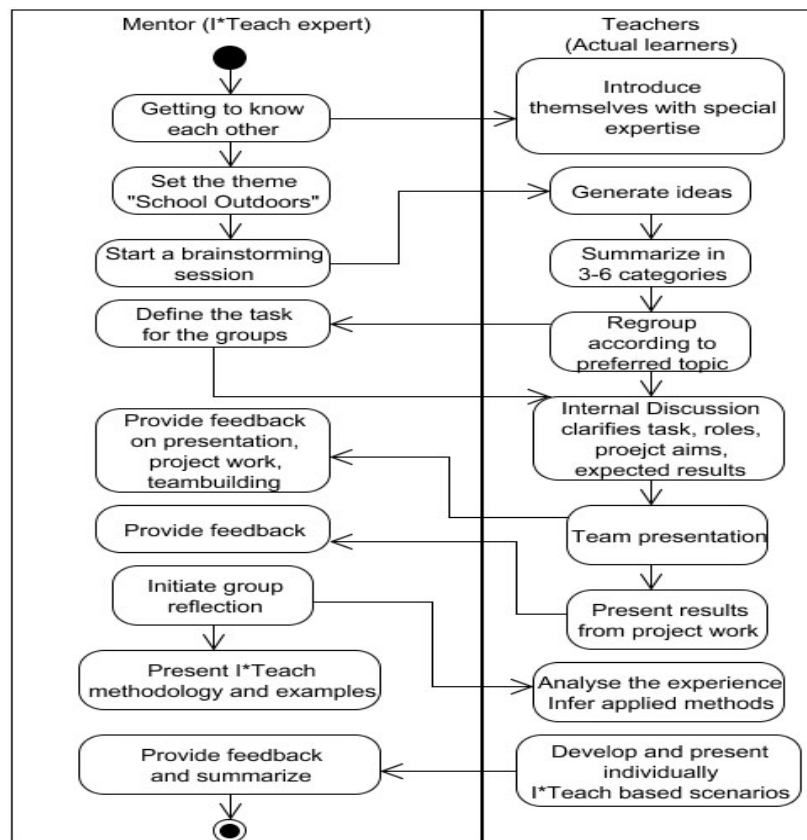 Mentor (I*Teach expert)
Teachers
(Actual learners)
Getting to know
each other
Introduce
themselves with special
expertise
Set the theme
"School Outdoors"
Generate ideas
Start a brainstorming
session
Summarize in
3-6 categories
Define the task
for the groups
Regroup
according to
preferred topic
Provide feedback
on presentation,
project work,
teambuilding
Internal Discussion
clarifies task, roles,
proejct aims,
expected results
Provide feedback
Team presentation
Initiate group
reflection
Present results
from project work
Present I*Teach
methodology and examples
Analyse the experience
Infer applied methods
Provide feedback
and summarize
Develop and present
individually
I*Teach based scenarios